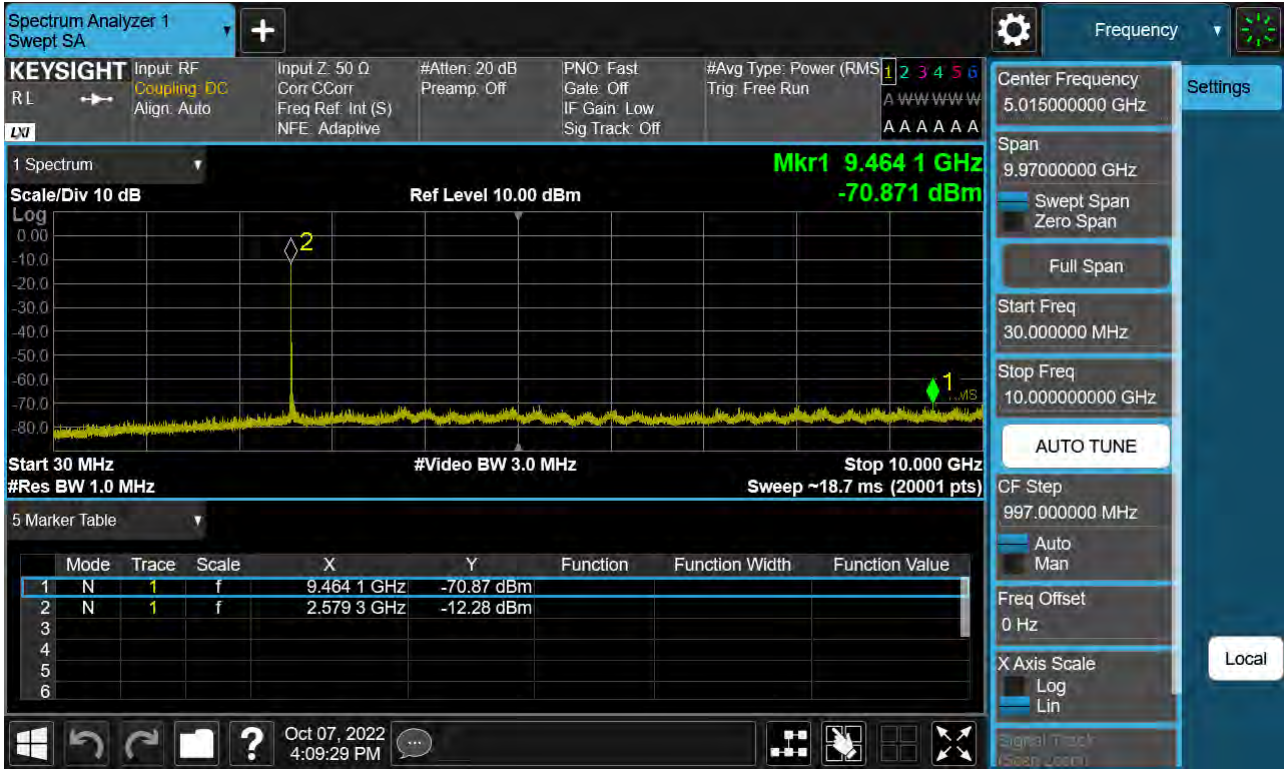 Spectrum Analyzer 1
Swept SA
+
Frequency
KEYSIGHT
RL
LXI
Input: RF
Coupling: DC
Align: Auto
Input Z: 50 Ω
Corr CCorr
Freq Ref: Int (S)
NFE: Adaptive
#Atten: 20 dB
Preamp: Off
PNO: Fast
Gate: Off
IF Gain: Low
Sig Track: Off
#Avg Type: Power (RMS
Trig: Free Run
1 2 3 4 5 6
A W W W W W
A A A A A A
1 Spectrum
Scale/Div 10 dB
Ref Level 10.00 dBm
Mkr1 9.464 1 GHz
-70.871 dBm
Log
0.00
-10.0
-20.0
-30.0
-40.0
-50.0
-60.0
-70.0
-80.0
2
1
Start 30 MHz
#Res BW 1.0 MHz
#Video BW 3.0 MHz
Stop 10.000 GHz
Sweep ~18.7 ms (20001 pts)
5 Marker Table
Mode Trace Scale X Y Function Function Width Function Value
1 N 1 f 9.464 1 GHz -70.87 dBm
2 N 1 f 2.579 3 GHz -12.28 dBm
3
4
5
6
Oct 07, 2022
4:09:29 PM
Center Frequency
5.015000000 GHz
Span
9.97000000 GHz
Swept Span
Zero Span
Full Span
Start Freq
30.000000 MHz
Stop Freq
10.000000000 GHz
AUTO TUNE
CF Step
997.000000 MHz
Auto
Man
Freq Offset
0 Hz
X Axis Scale
Log
Lin
Signal Track
(Span Zoom)
Settings
Local